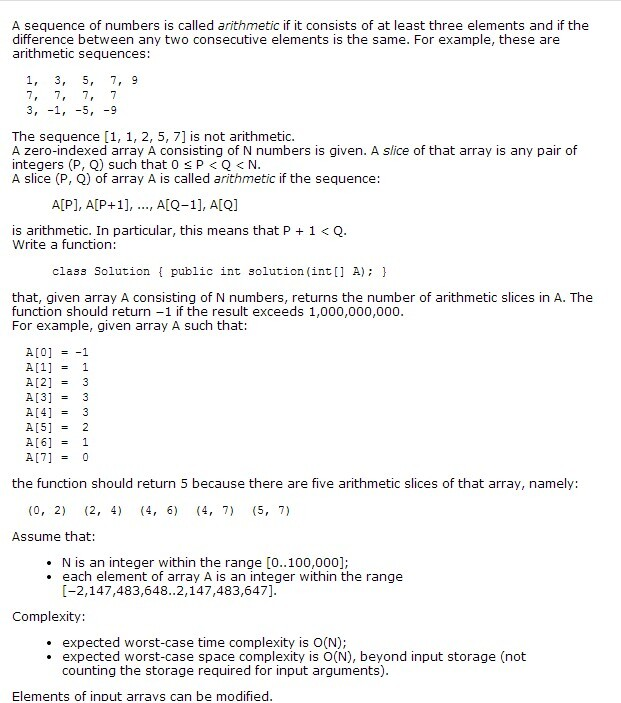 A sequence of numbers is called arithmetic if it consists of at least three elements and if the
difference between any two consecutive elements is the same. For example, these are
arithmetic sequences:
1, 3, 5, 7, 9
7, 7, 7, 7
3, -1, -5, -9
The sequence [1, 1, 2, 5, 7] is not arithmetic.
A zero-indexed array A consisting of N numbers is given. A slice of that array is any pair of
integers (P, Q) such that 0 ≤ P < Q < N.
A slice (P, Q) of array A is called arithmetic if the sequence:
A[P], A[P+1], ..., A[Q−1], A[Q]
is arithmetic. In particular, this means that P + 1 < Q.
Write a function:
class Solution { public int solution(int[] A); }
that, given array A consisting of N numbers, returns the number of arithmetic slices in A. The
function should return −1 if the result exceeds 1,000,000,000.
For example, given array A such that:
A[0] = -1
A[1] = 1
A[2] = 3
A[3] = 3
A[4] = 3
A[5] = 2
A[6] = 1
A[7] = 0
the function should return 5 because there are five arithmetic slices of that array, namely:
(0, 2) (2, 4) (4, 6) (4, 7) (5, 7)
Assume that:
• N is an integer within the range [0..100,000];
• each element of array A is an integer within the range
[−2,147,483,648..2,147,483,647].
Complexity:
• expected worst-case time complexity is O(N);
• expected worst-case space complexity is O(N), beyond input storage (not
counting the storage required for input arguments).
Elements of input arrays can be modified.